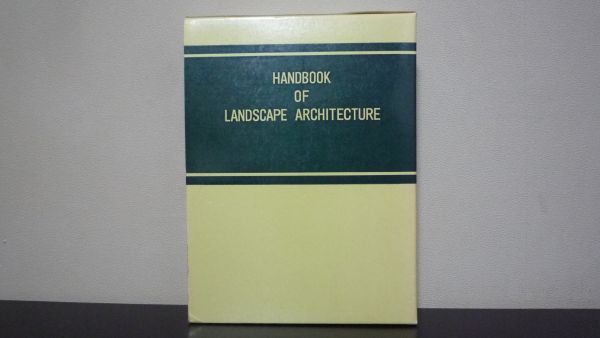 HANDBOOK
OF
LANDSCAPE ARCHITECTURE